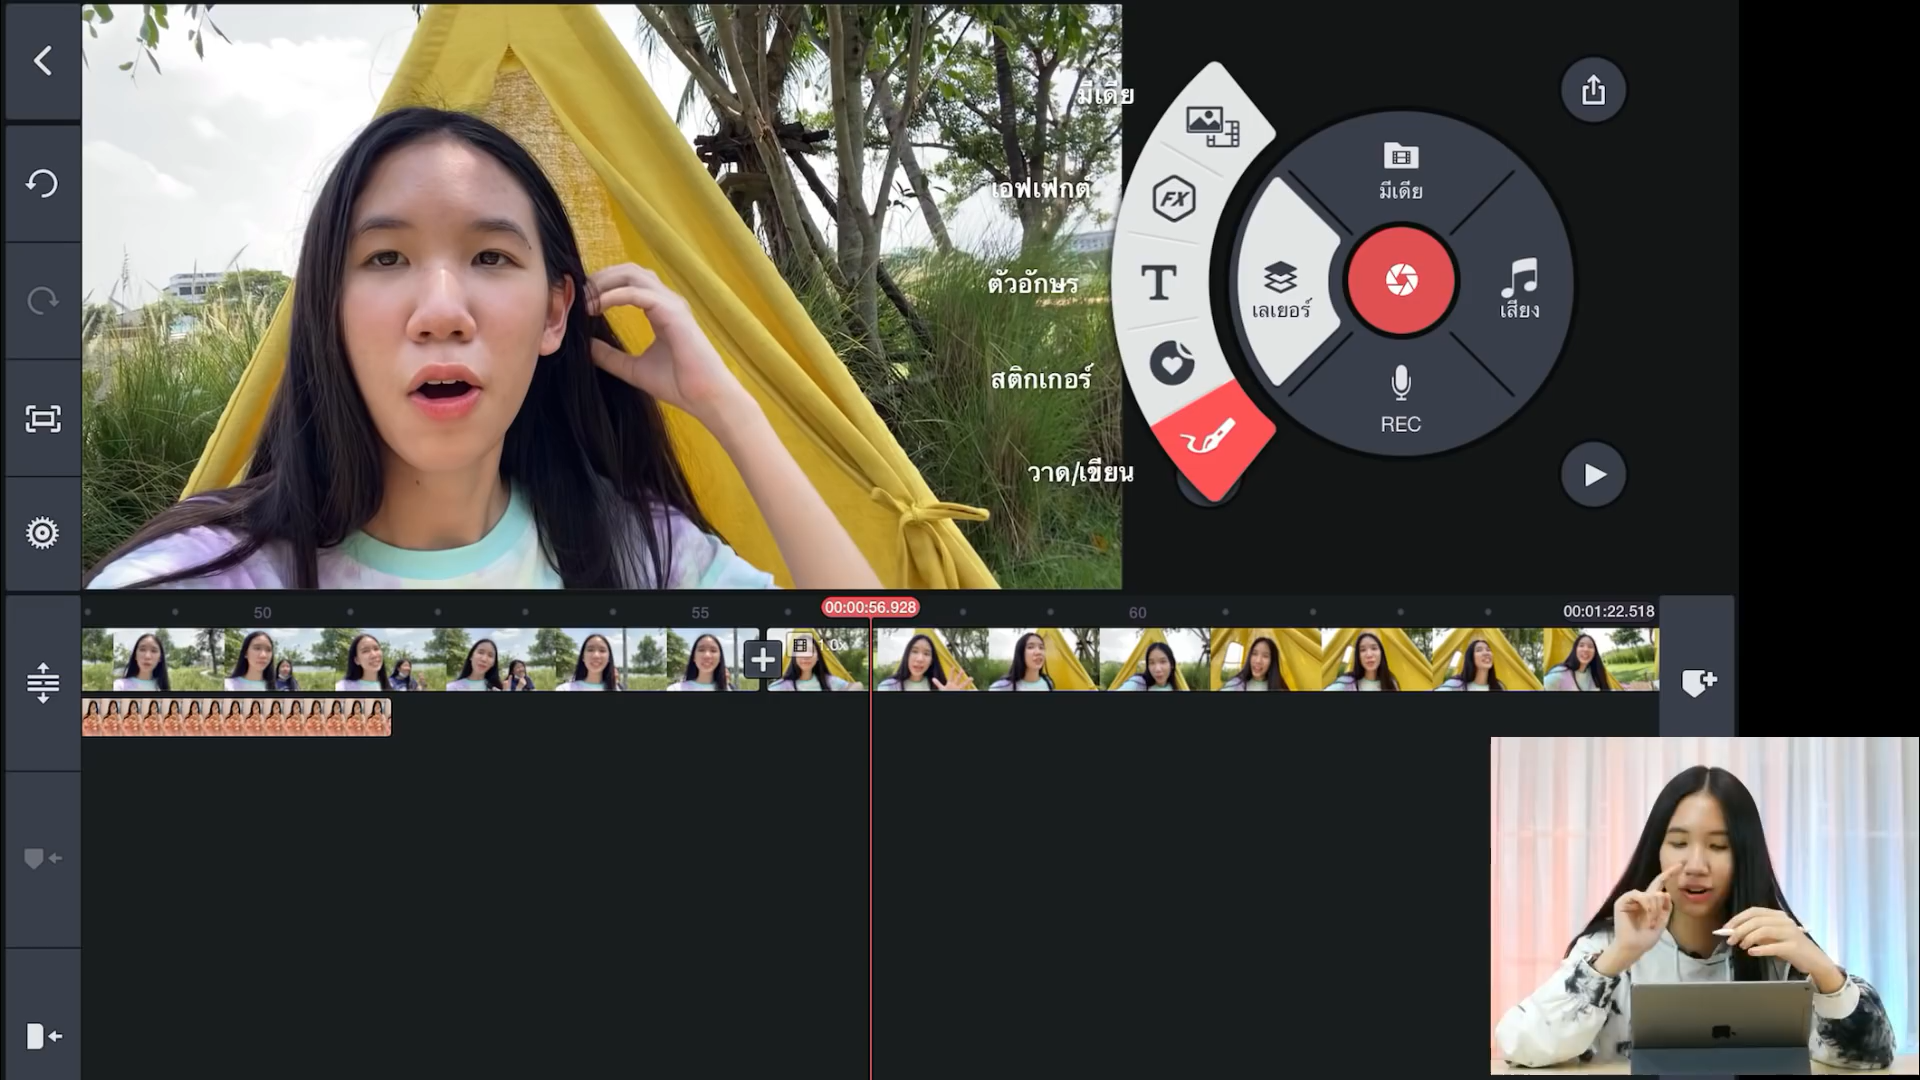 มีเดีย
เอฟเฟกต์
FX
ตัวอักษร
T
สติกเกอร์
วาด/เขียน
มีเดีย
เลเยอร์
เสียง
REC
50
55
00:00:56.928
60
00:01:22.518
1.0x